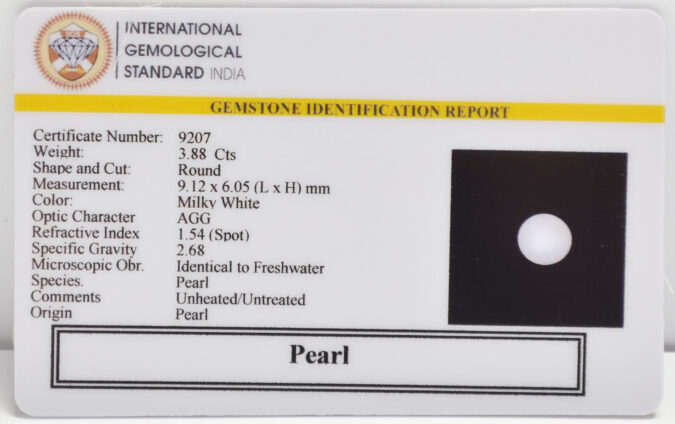 INTERNATIONAL
GEMOLOGICAL
STANDARD INDIA
GEMSTONE IDENTIFICATION REPORT
Certificate Number: 9207
Weight: 3.88 Cts
Shape and Cut: Round
Measurement: 9.12 x 6.05 (L x H) mm
Color: Milky White
Optic Character AGG
Refractive Index 1.54 (Spot)
Specific Gravity 2.68
Microscopic Obr. Identical to Freshwater
Species. Pearl
Comments Unheated/Untreated
Origin Pearl
Pearl